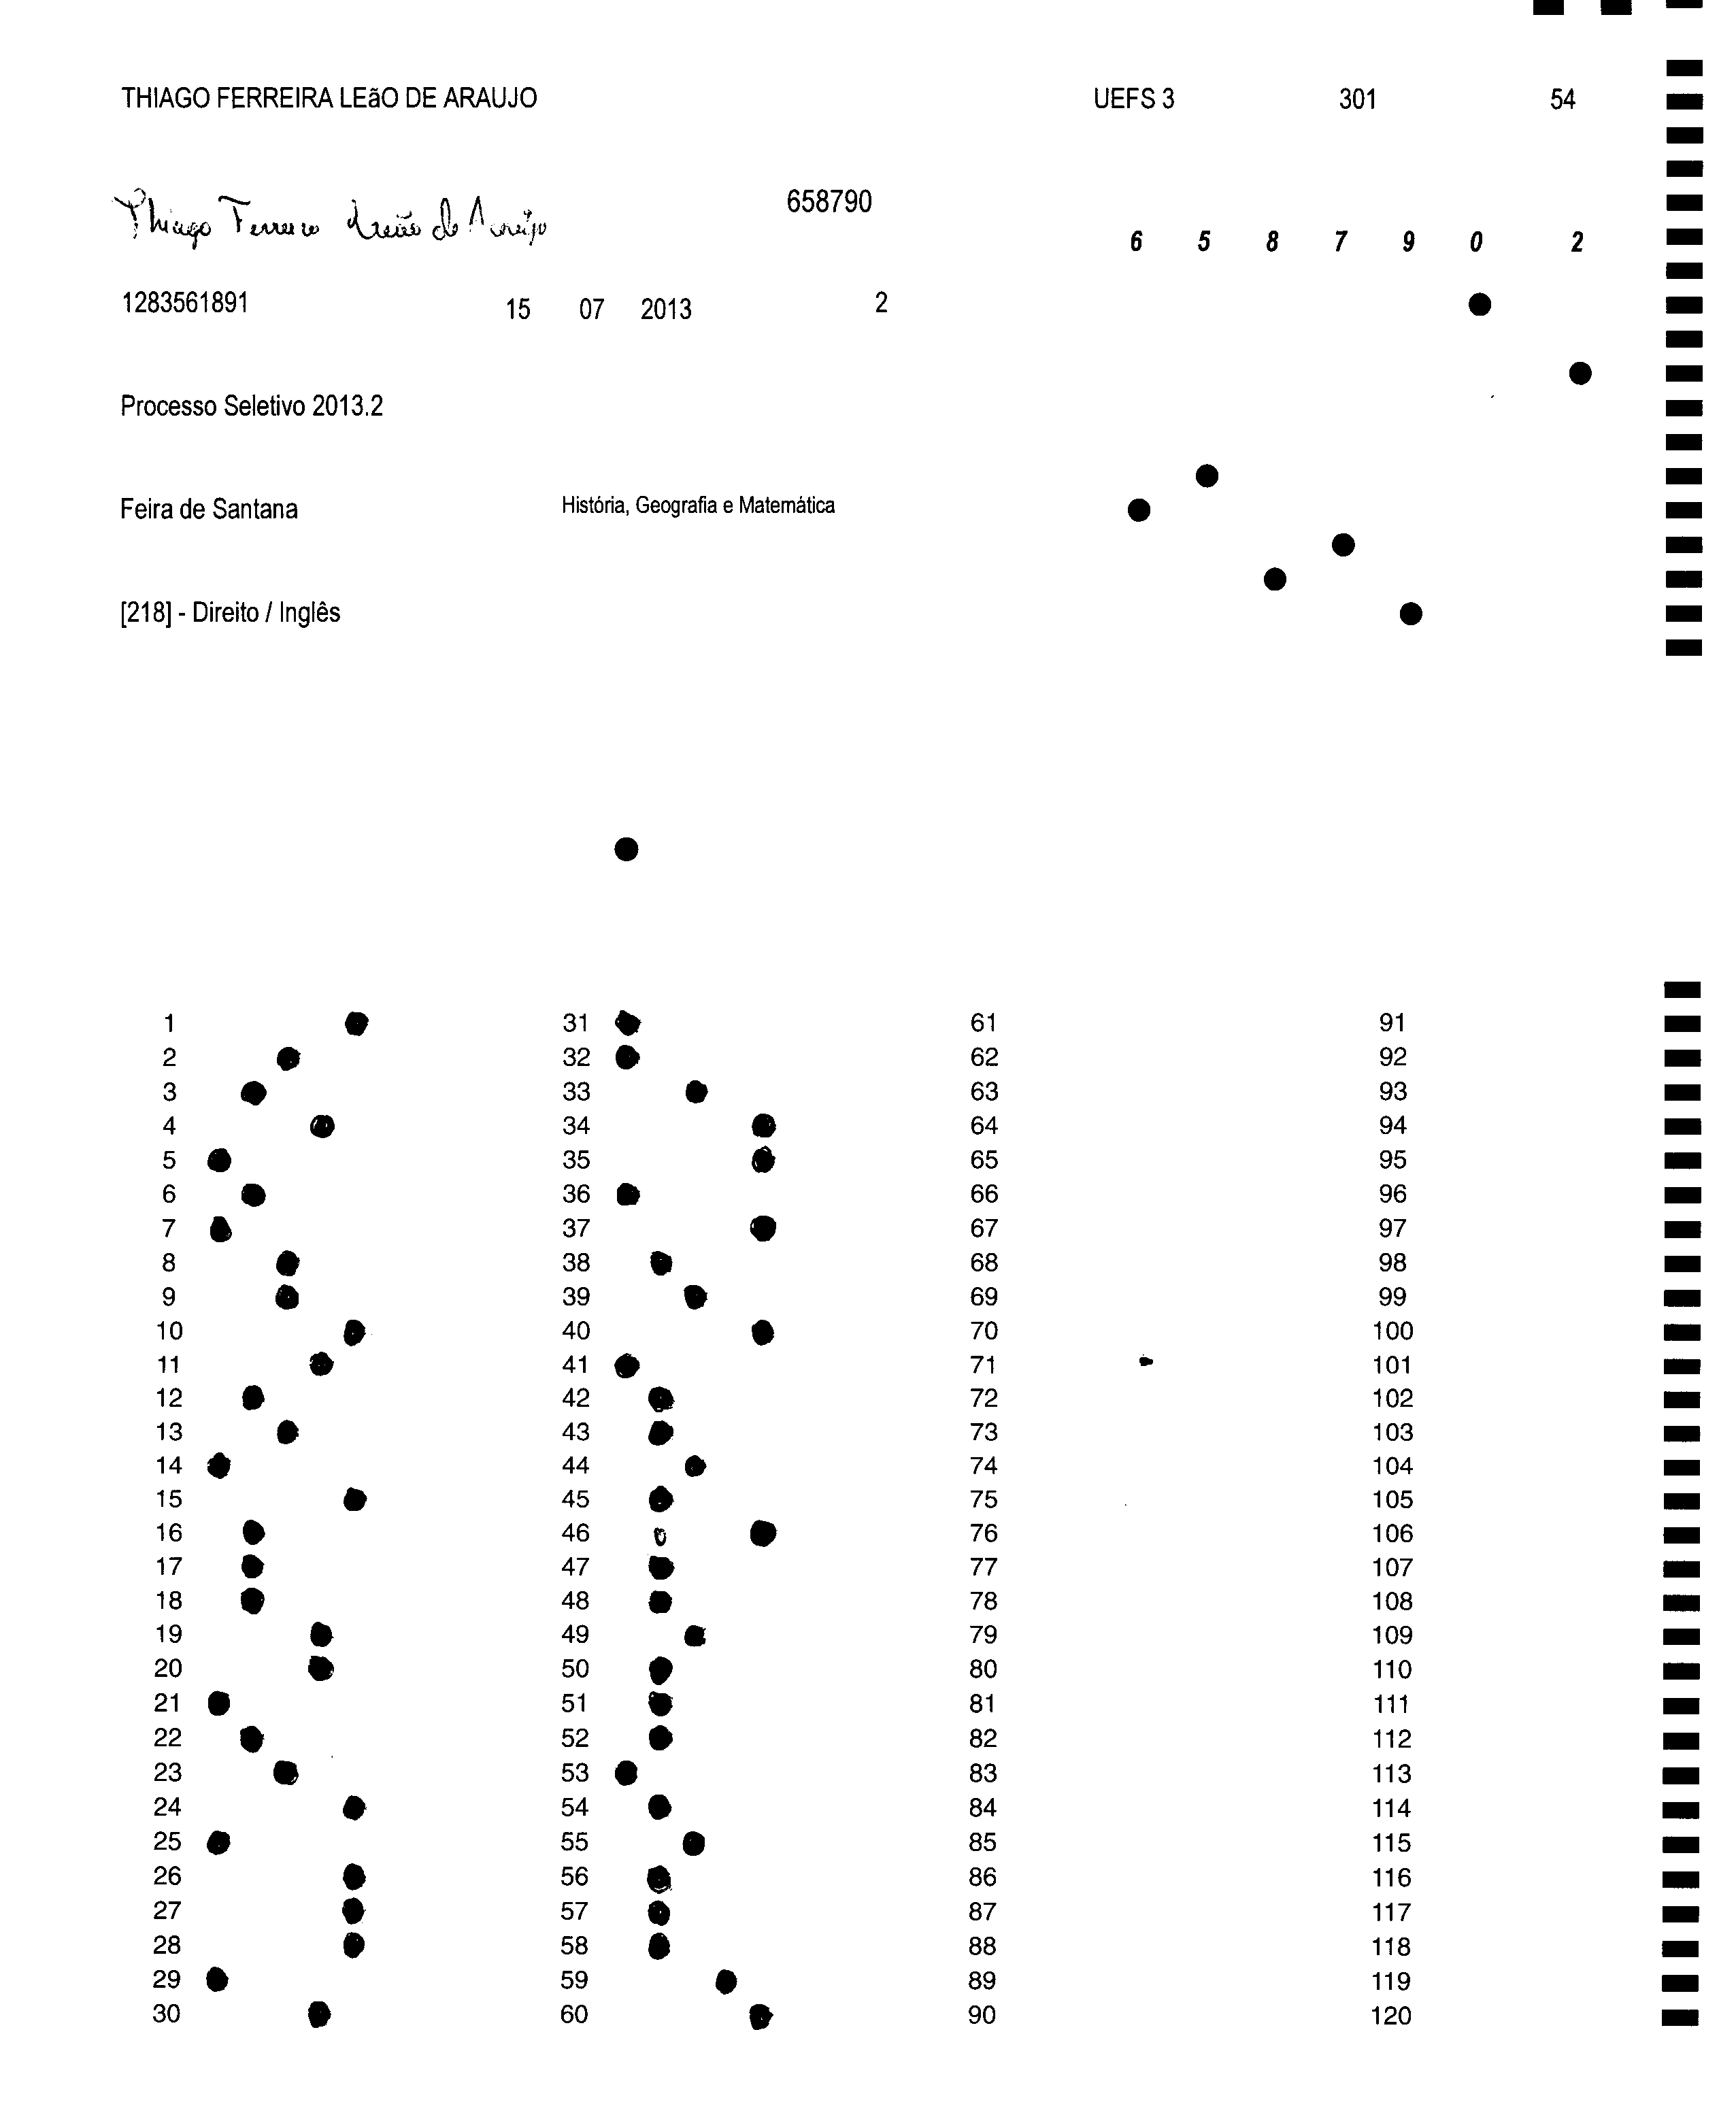 THIAGO FERREIRA LEãO DE ARAUJO UEFS 3 301 54
Thiago Ferreira Leão de Araújo 658790
6 5 8 7 9 0 2
1283561891 15 07 2013 2
Processo Seletivo 2013.2
Feira de Santana História, Geografia e Matemática
[218] - Direito / Inglês
1 31 61 91
2 32 62 92
3 33 63 93
4 34 64 94
5 35 65 95
6 36 66 96
7 37 67 97
8 38 68 98
9 39 69 99
10 40 70 100
11 41 71 101
12 42 72 102
13 43 73 103
14 44 74 104
15 45 75 105
16 46 76 106
17 47 77 107
18 48 78 108
19 49 79 109
20 50 80 110
21 51 81 111
22 52 82 112
23 53 83 113
24 54 84 114
25 55 85 115
26 56 86 116
27 57 87 117
28 58 88 118
29 59 89 119
30 60 90 120